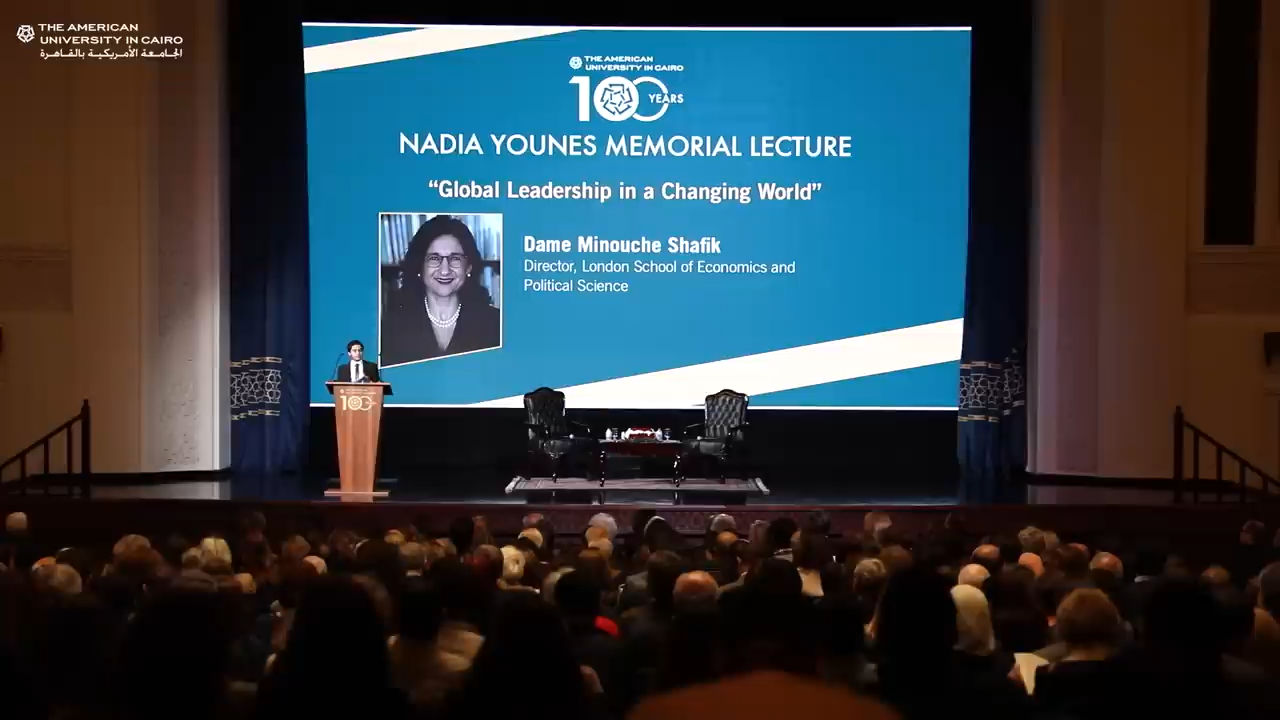 THE AMERICAN
UNIVERSITY IN CAIRO
الجامعة الأمريكية بالقاهرة
THE AMERICAN
UNIVERSITY IN CAIRO
100 YEARS
NADIA YOUNES MEMORIAL LECTURE
“Global Leadership in a Changing World”
Dame Minouche Shafik
Director, London School of Economics and
Political Science
100